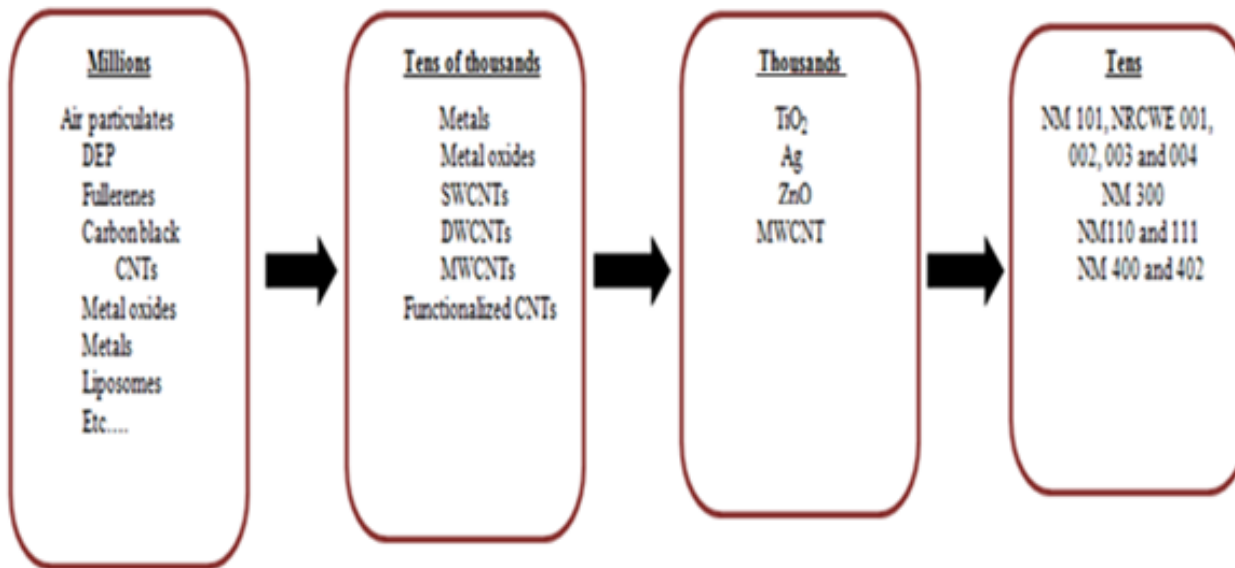 Millions
Air particulates
DEP
Fullerenes
Carbon black
CNTs
Metal oxides
Metals
Liposomes
Etc....
Tens of thousands
Metals
Metal oxides
SWCNTs
DWCNTs
MWCNTs
Functionalized CNTs
Thousands
TiO₂
Ag
ZnO
MWCNT
Tens
NM 101, NRCWE 001,
002, 003 and 004
NM 300
NM110 and 111
NM 400 and 402